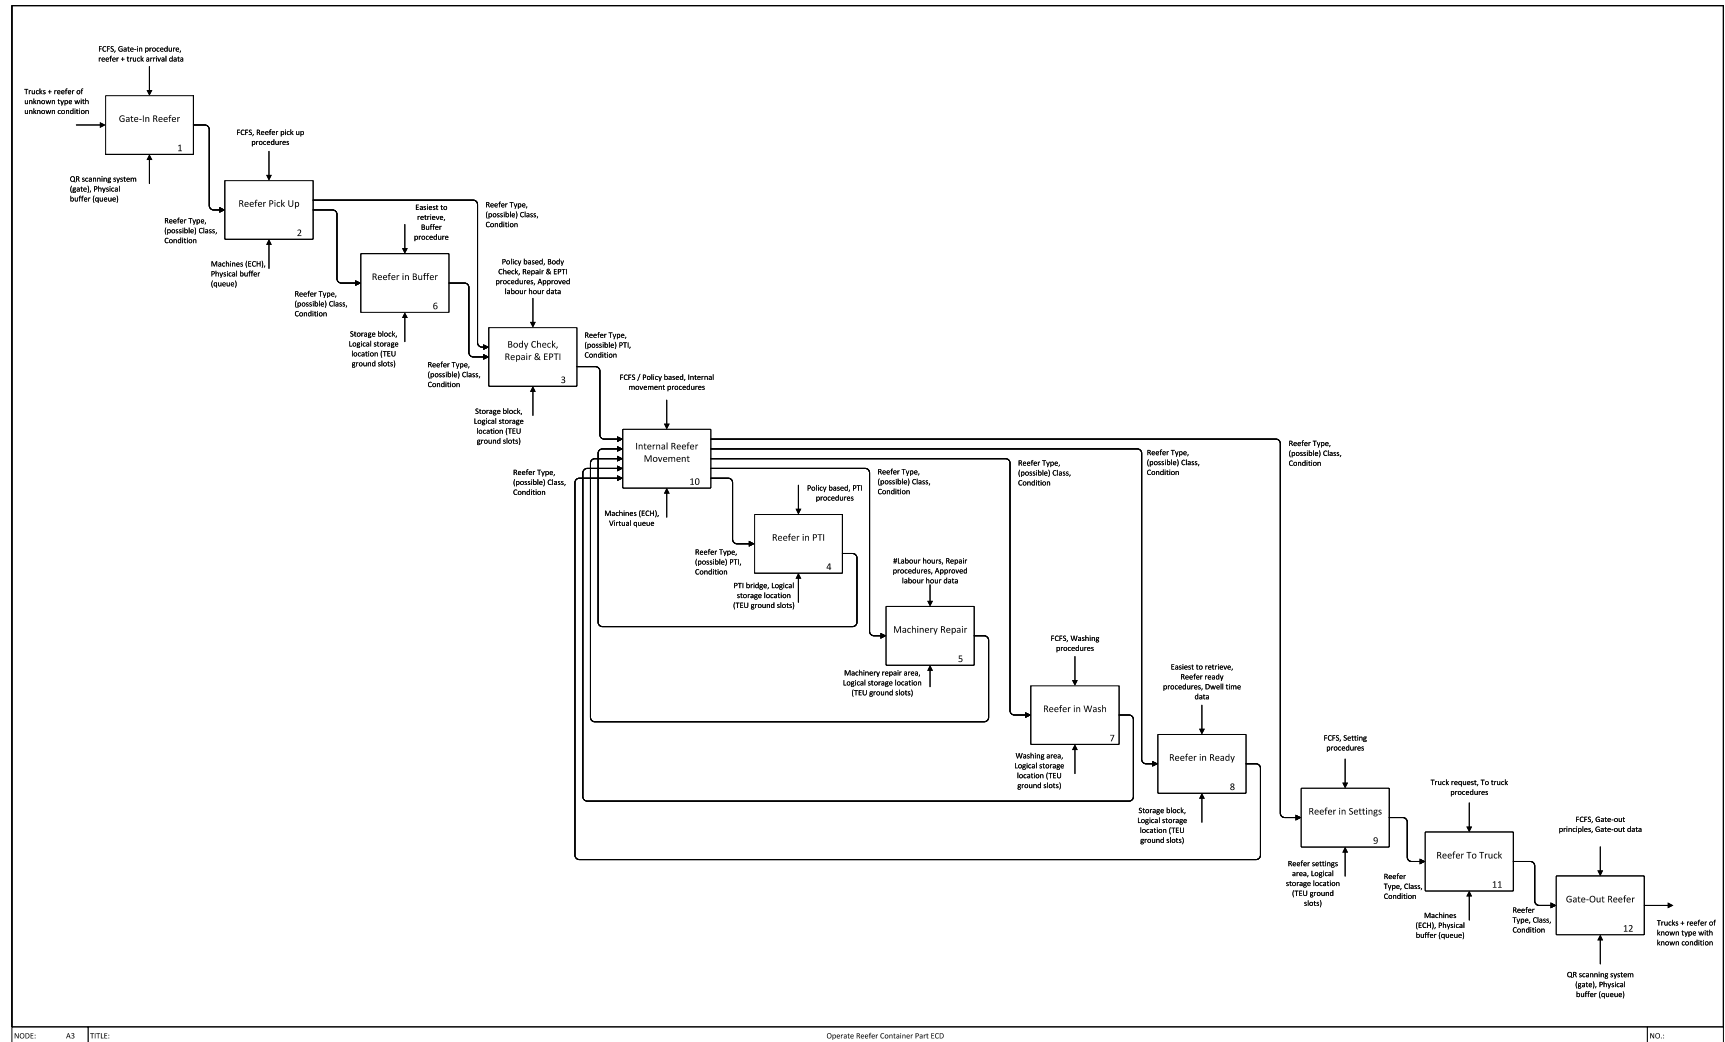 FCFS, Gate-in procedure,
reefer + truck arrival data
Trucks + reefer of
unknown type with
unknown condition
Gate-In Reefer
1
QR scanning system
(gate), Physical
buffer (queue)
FCFS, Reefer pick up
procedures
Reefer Type,
(possible) Class,
Condition
Reefer Pick Up
2
Machines (ECH),
Physical buffer
(queue)
Reefer Type,
(possible) Class,
Condition
Easiest to
retrieve,
Buffer
procedure
Reefer Type,
(possible) Class,
Condition
Reefer in Buffer
6
Storage block,
Logical storage
location (TEU
ground slots)
Reefer Type,
(possible) Class,
Condition
Policy based, Body
Check, Repair & EPTI
procedures, Approved
labour hour data
Body Check,
Repair & EPTI
3
Storage block,
Logical storage
location (TEU
ground slots)
Reefer Type,
(possible) PTI,
Condition
FCFS / Policy based, Internal
movement procedures
Reefer Type,
(possible) Class,
Condition
Internal Reefer
Movement
10
Machines (ECH),
Virtual queue
Reefer Type,
(possible) PTI,
Condition
Policy based, PTI
procedures
Reefer in PTI
4
PTI bridge, Logical
storage location
(TEU ground slots)
Reefer Type,
(possible) Class,
Condition
#Labour hours, Repair
procedures, Approved
labour hour data
Machinery Repair
5
Machinery repair area,
Logical storage location
(TEU ground slots)
Reefer Type,
(possible) Class,
Condition
FCFS, Washing
procedures
Reefer in Wash
7
Washing area,
Logical storage
location (TEU
ground slots)
Reefer Type,
(possible) Class,
Condition
Easiest to retrieve,
Reefer ready
procedures, Dwell time
data
Reefer in Ready
8
Storage block,
Logical storage
location (TEU
ground slots)
Reefer Type,
(possible) Class,
Condition
FCFS, Setting
procedures
Reefer in Settings
9
Reefer settings
area, Logical
storage location
(TEU ground
slots)
Truck request, To truck
procedures
Reefer
Type, Class,
Condition
Reefer To Truck
11
Machines
(ECH), Physical
buffer (queue)
FCFS, Gate-out
principles, Gate-out data
Reefer
Type, Class,
Condition
Gate-Out Reefer
12
QR scanning system
(gate), Physical
buffer (queue)
Trucks + reefer of
known type with
known condition
NODE: A3 TITLE: Operate Reefer Container Part ECD NO.: